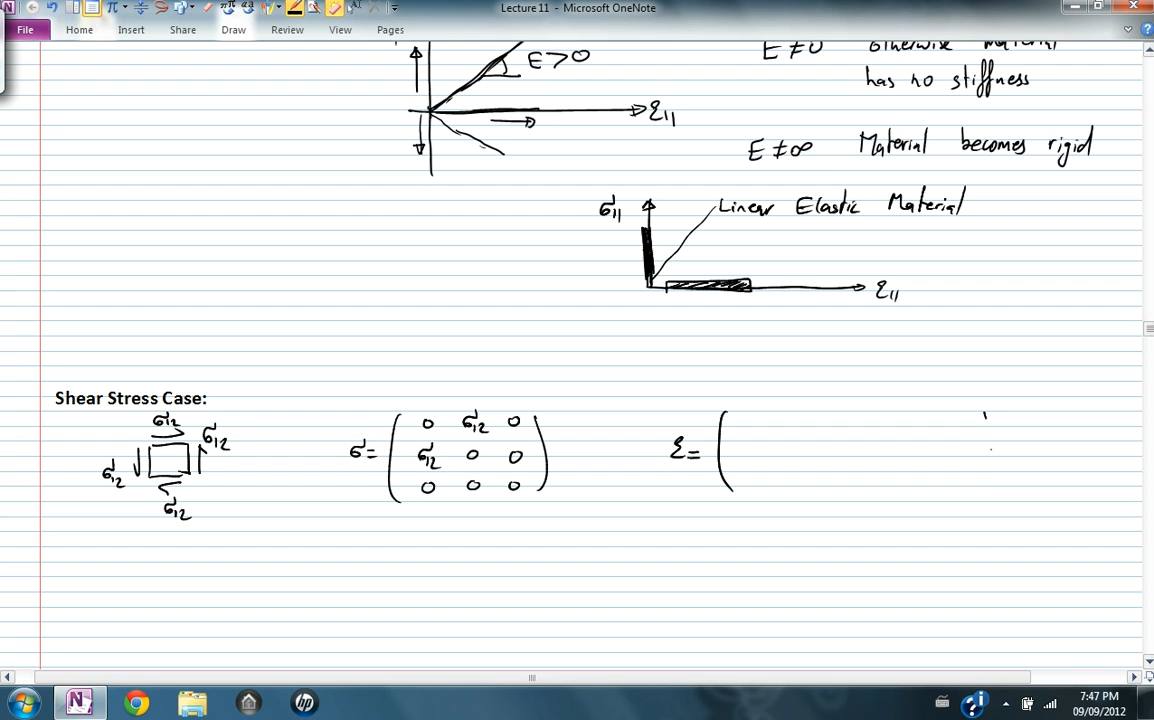 Lecture 11 - Microsoft OneNote
File Home Insert Share Draw Review View Pages
E>0
E≠0 otherwise material
has no stiffness
ε11
E≠∞ Material becomes rigid
σ11 Linear Elastic Material
ε11
Shear Stress Case:
σ12
σ12
σ12
σ12
σ= ( 0 σ12 0
σ12 0 0
0 0 0 )
ε= (
7:47 PM
09/09/2012